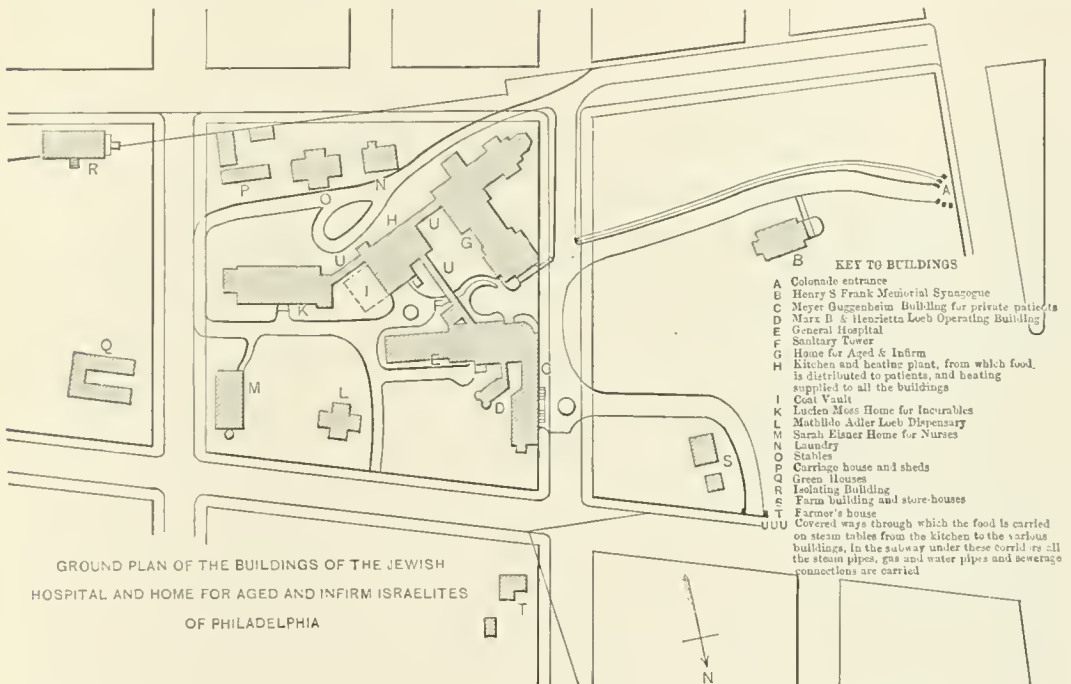 R
P
O
N
H
U
U
U
G
I
F
K
E
C
D
M
L
Q
A
B
S
T
N
KEY TO BUILDINGS
A Colonade entrance
B Henry S Frank Memorial Synagogue
C Meyer Guggenheim Building for private patients
D Marx B & Henrietta Loeb Operating Building
E General Hospital
F Sanitary Tower
G Home for Aged & Infirm
H Kitchen and heating plant, from which food,
is distributed to patients, and heating
supplied to all the buildings
I Coat Vault
K Lucien Moss Home for Incurables
L Mathilde Adler Loeb Dispensary
M Sarah Eisner Home for Nurses
N Laundry
O Stables
P Carriage house and sheds
Q Green Houses
R Isolating Building
S Farm building and store-houses
T Farmer's house
UUU Covered ways through which the food is carried
on steam tables from the kitchen to the various
buildings, in the subway under these corridors all
the steam pipes, gas and water pipes and sewerage
connections are carried
GROUND PLAN OF THE BUILDINGS OF THE JEWISH
HOSPITAL AND HOME FOR AGED AND INFIRM ISRAELITES
OF PHILADELPHIA